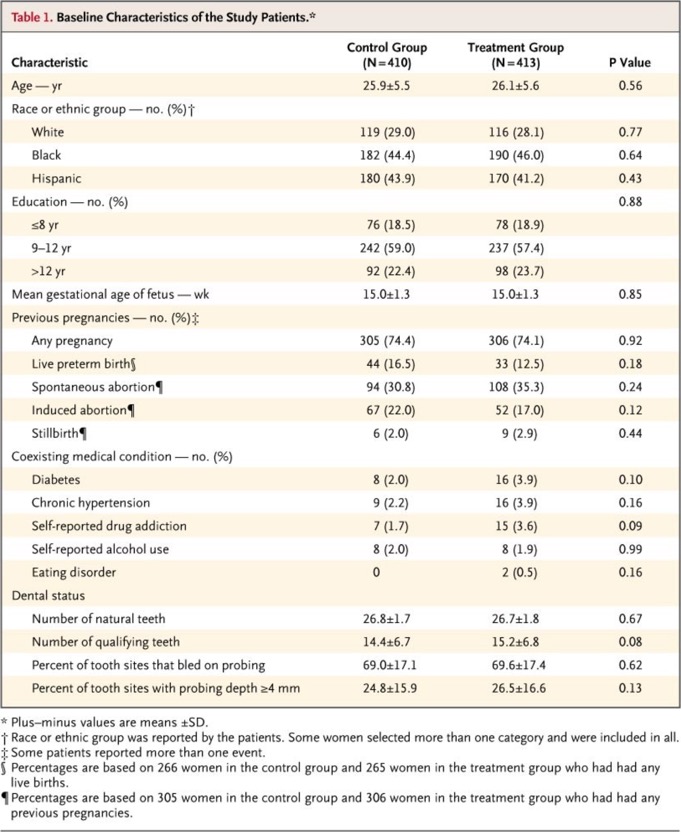 Table 1. Baseline Characteristics of the Study Patients.*
Characteristic Control Group (N=410) Treatment Group (N=413) P Value
Age — yr 25.9±5.5 26.1±5.6 0.56
Race or ethnic group — no. (%)†
White 119 (29.0) 116 (28.1) 0.77
Black 182 (44.4) 190 (46.0) 0.64
Hispanic 180 (43.9) 170 (41.2) 0.43
Education — no. (%) 0.88
≤8 yr 76 (18.5) 78 (18.9)
9–12 yr 242 (59.0) 237 (57.4)
>12 yr 92 (22.4) 98 (23.7)
Mean gestational age of fetus — wk 15.0±1.3 15.0±1.3 0.85
Previous pregnancies — no. (%)‡
Any pregnancy 305 (74.4) 306 (74.1) 0.92
Live preterm birth§ 44 (16.5) 33 (12.5) 0.18
Spontaneous abortion¶ 94 (30.8) 108 (35.3) 0.24
Induced abortion¶ 67 (22.0) 52 (17.0) 0.12
Stillbirth¶ 6 (2.0) 9 (2.9) 0.44
Coexisting medical condition — no. (%)
Diabetes 8 (2.0) 16 (3.9) 0.10
Chronic hypertension 9 (2.2) 16 (3.9) 0.16
Self-reported drug addiction 7 (1.7) 15 (3.6) 0.09
Self-reported alcohol use 8 (2.0) 8 (1.9) 0.99
Eating disorder 0 2 (0.5) 0.16
Dental status
Number of natural teeth 26.8±1.7 26.7±1.8 0.67
Number of qualifying teeth 14.4±6.7 15.2±6.8 0.08
Percent of tooth sites that bled on probing 69.0±17.1 69.6±17.4 0.62
Percent of tooth sites with probing depth ≥4 mm 24.8±15.9 26.5±16.6 0.13
* Plus–minus values are means ±SD.
† Race or ethnic group was reported by the patients. Some women selected more than one category and were included in all.
‡ Some patients reported more than one event.
§ Percentages are based on 266 women in the control group and 265 women in the treatment group who had had any
live births.
¶ Percentages are based on 305 women in the control group and 306 women in the treatment group who had had any
previous pregnancies.